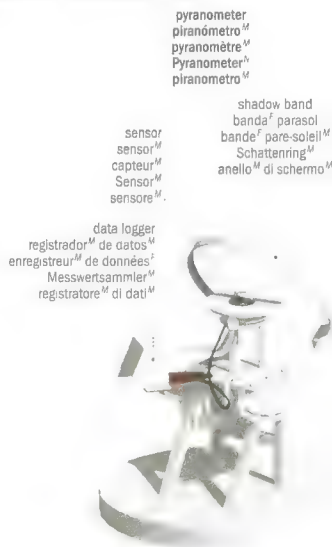 pyranometer
piranómetro M
pyranomètre M
Pyranometer N
piranometro M
shadow band
banda F parasol
bande F pare-soleil M
Schattenring M
anello M di schermo M
sensor
sensor M
capteur M
Sensor M
sensore M
data logger
registrador M de datos M
enregistreur M de données F
Messwertsammler M
registratore M di dati M